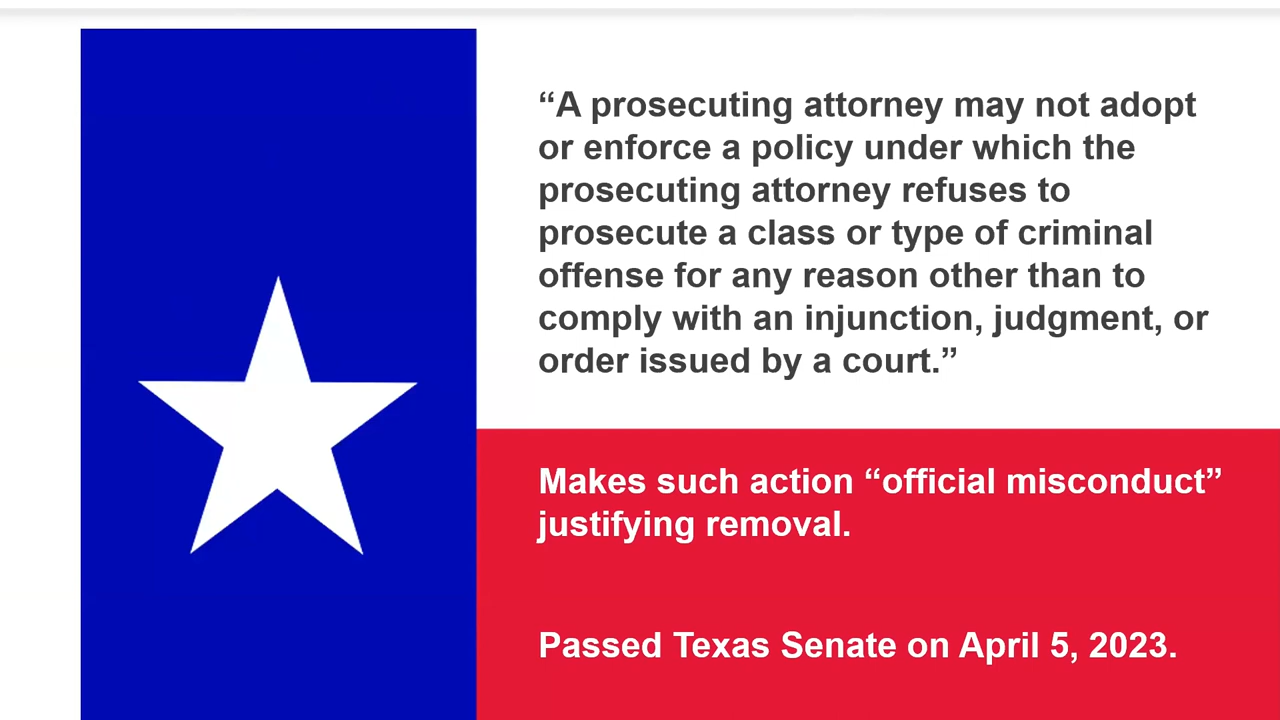 “A prosecuting attorney may not adopt
or enforce a policy under which the
prosecuting attorney refuses to
prosecute a class or type of criminal
offense for any reason other than to
comply with an injunction, judgment, or
order issued by a court.”
Makes such action “official misconduct”
justifying removal.
Passed Texas Senate on April 5, 2023.